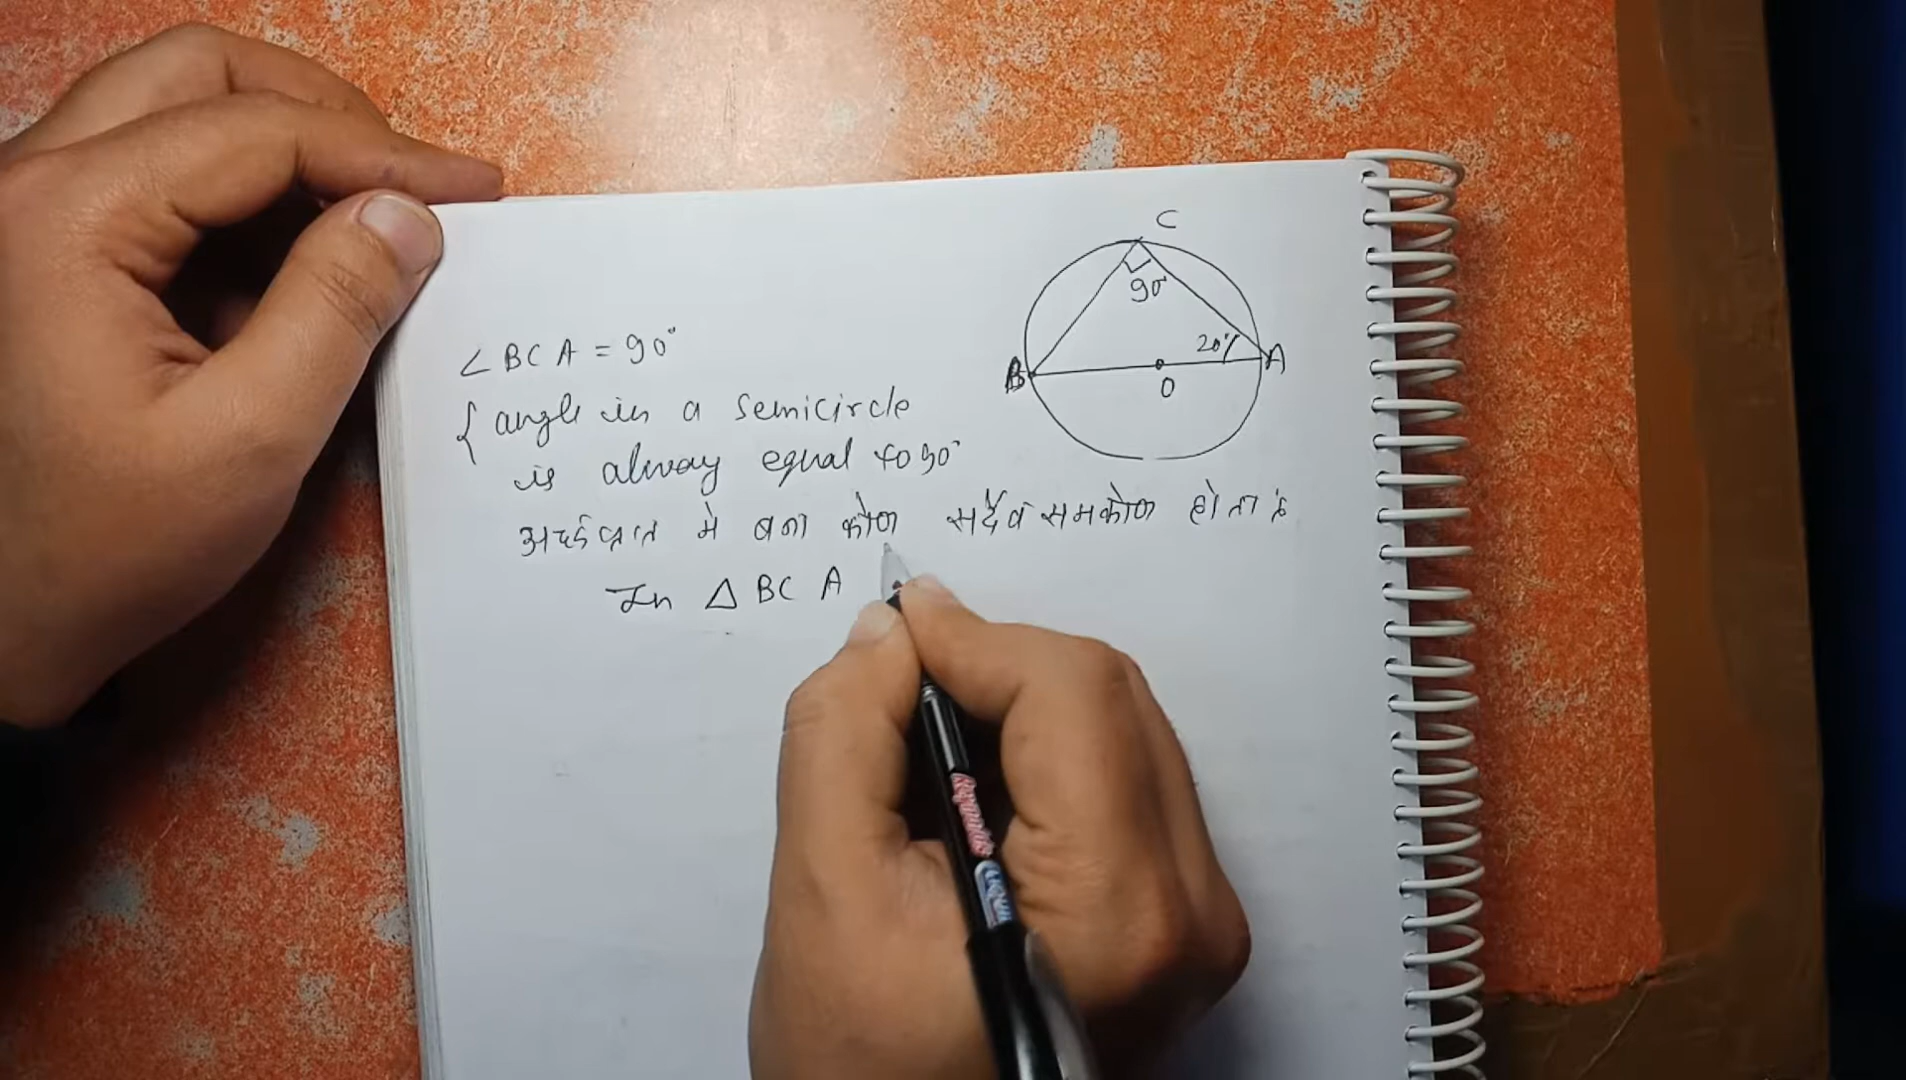 C
90°
20°
B
A
O
∠BCA = 90°
{ angle in a semicircle
is alway equal to 90°
अर्द्धवृत्त मे बना कोण सदैव समकोण होता है
In △ BCA
Reynolds